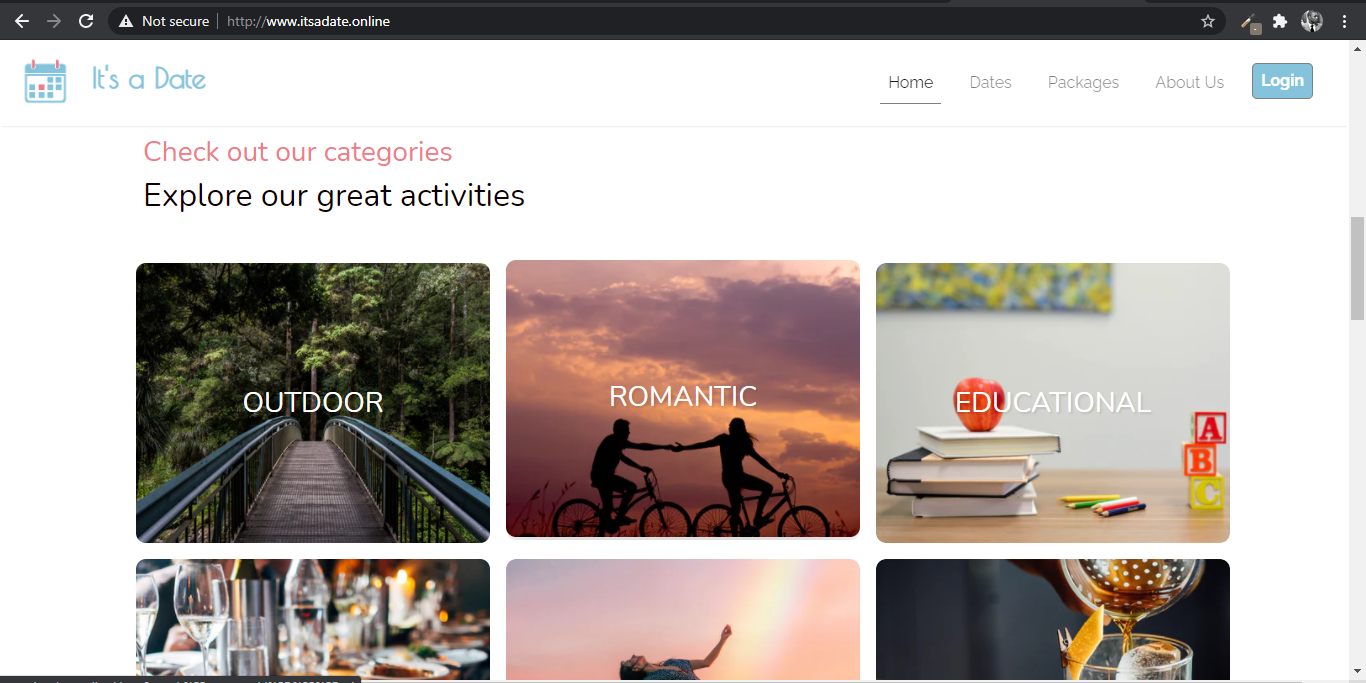 Not secure | http://www.itsadate.online
It's a Date
Home Dates Packages About Us Login
Check out our categories
Explore our great activities
OUTDOOR ROMANTIC EDUCATIONAL
A
B
C